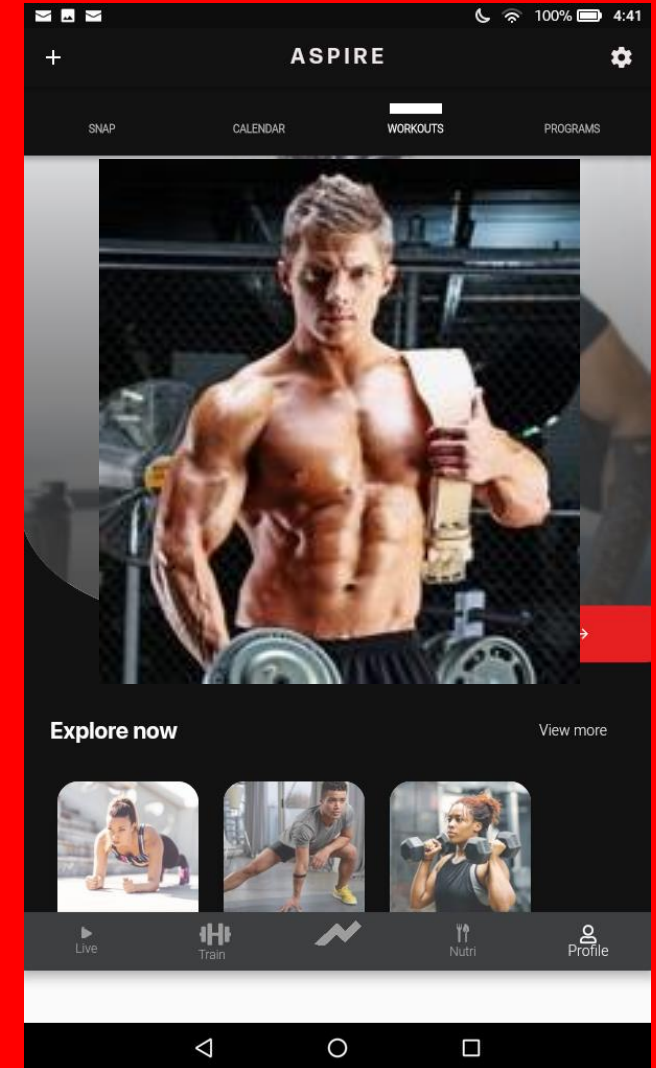 100% 4:41
ASPIRE
SNAP CALENDAR WORKOUTS PROGRAMS
Explore now View more
Live Train Nutri Profile